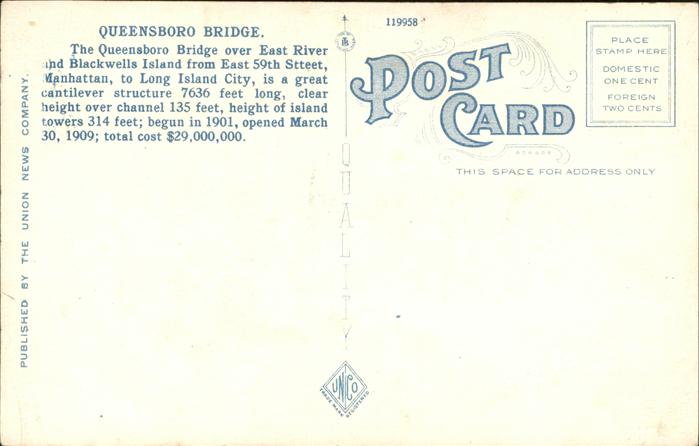 QUEENSBORO BRIDGE.
The Queensboro Bridge over East River
and Blackwells Island from East 59th Stteet,
Manhattan, to Long Island City, is a great
cantilever structure 7636 feet long, clear
height over channel 135 feet, height of island
towers 314 feet; begun in 1901, opened March
30, 1909; total cost $29,000,000.
PUBLISHED BY THE UNION NEWS COMPANY.
QUALITY
UNCO
TRADE MARK REGISTERED
119958
POST
CARD
THIS SPACE FOR ADDRESS ONLY
PLACE
STAMP HERE
DOMESTIC
ONE CENT
FOREIGN
TWO CENTS